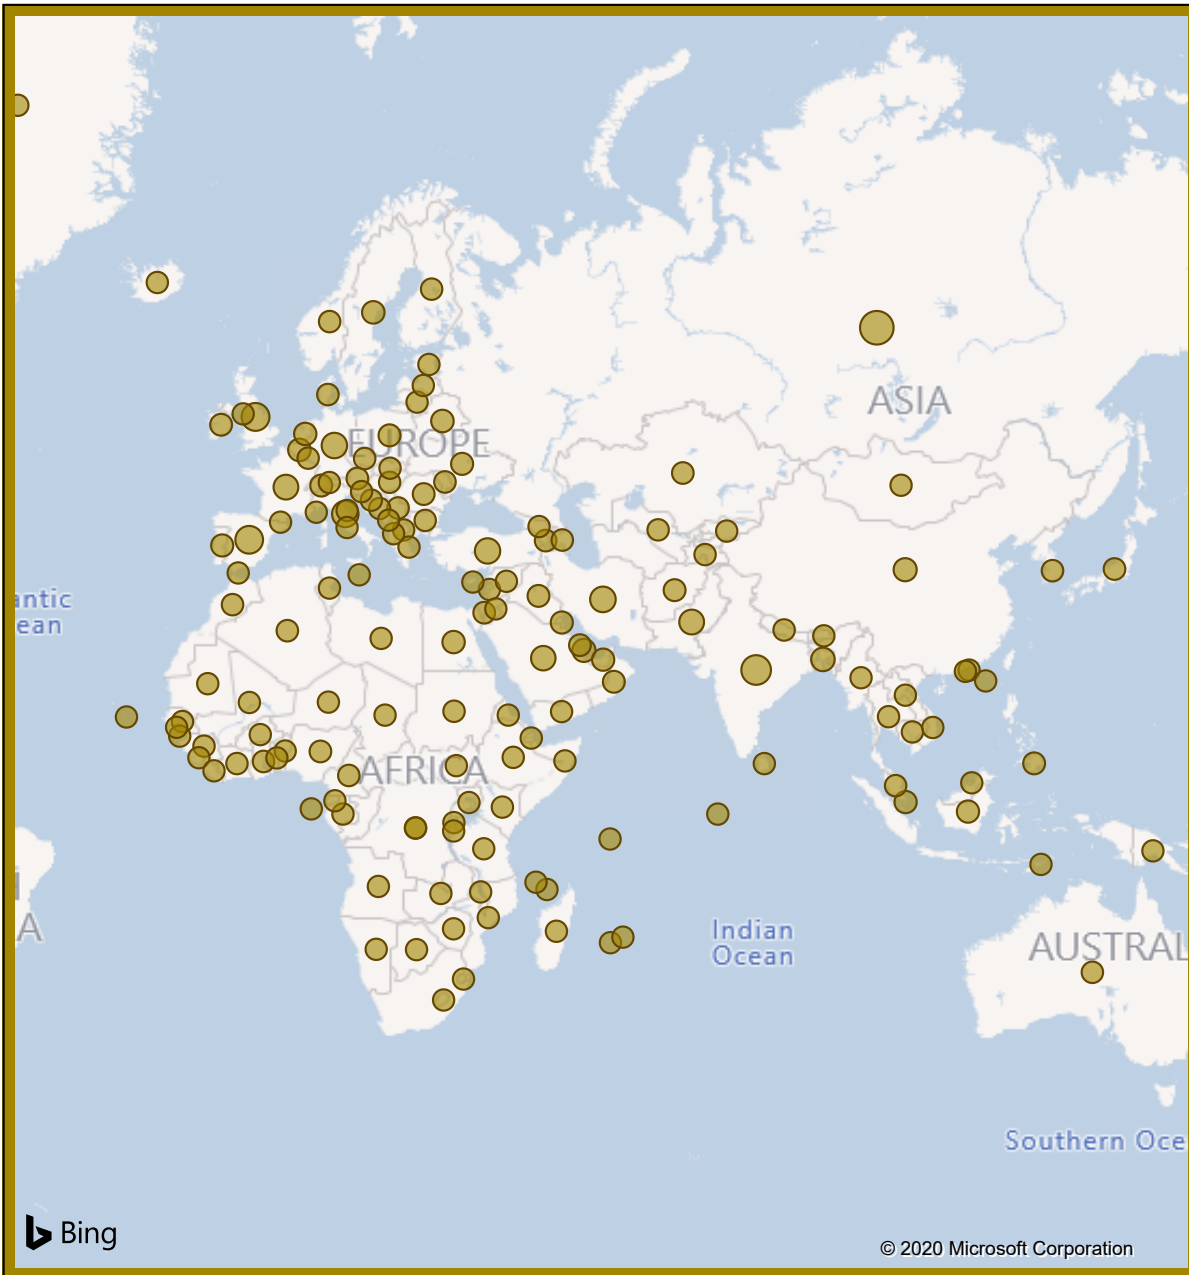 ASIA
EUROPE
antic
ean
AFRICA
A
Indian
Ocean
AUSTRAL
Southern Oce
Bing
© 2020 Microsoft Corporation